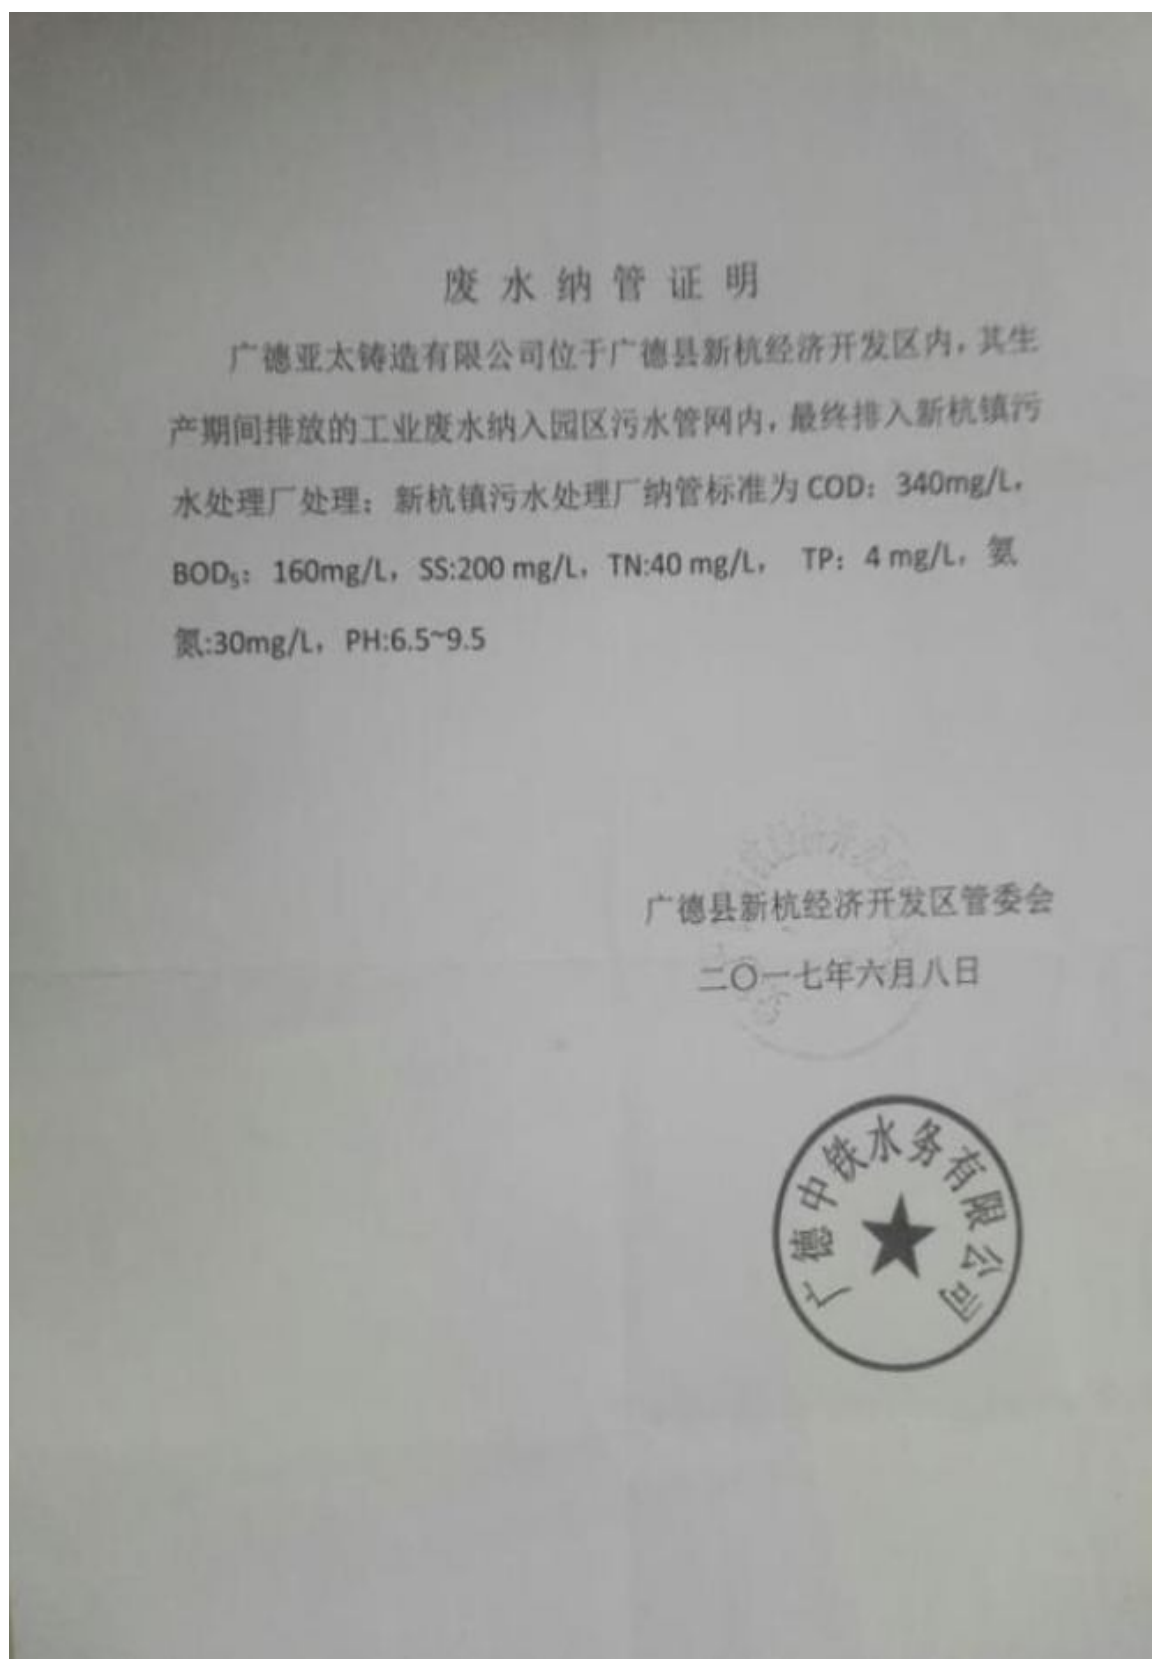 废水纳管证明
广德亚太铸造有限公司位于广德县新杭经济开发区内，其生
产期间排放的工业废水纳入园区污水管网内，最终排入新杭镇污
水处理厂处理；新杭镇污水处理厂纳管标准为COD：340mg/L，
BOD₅：160mg/L，SS:200 mg/L，TN:40 mg/L， TP：4 mg/L，氨
氮:30mg/L，PH:6.5~9.5
广德县新杭经济开发区管委会
二〇一七年六月八日
广德中铁水务有限公司